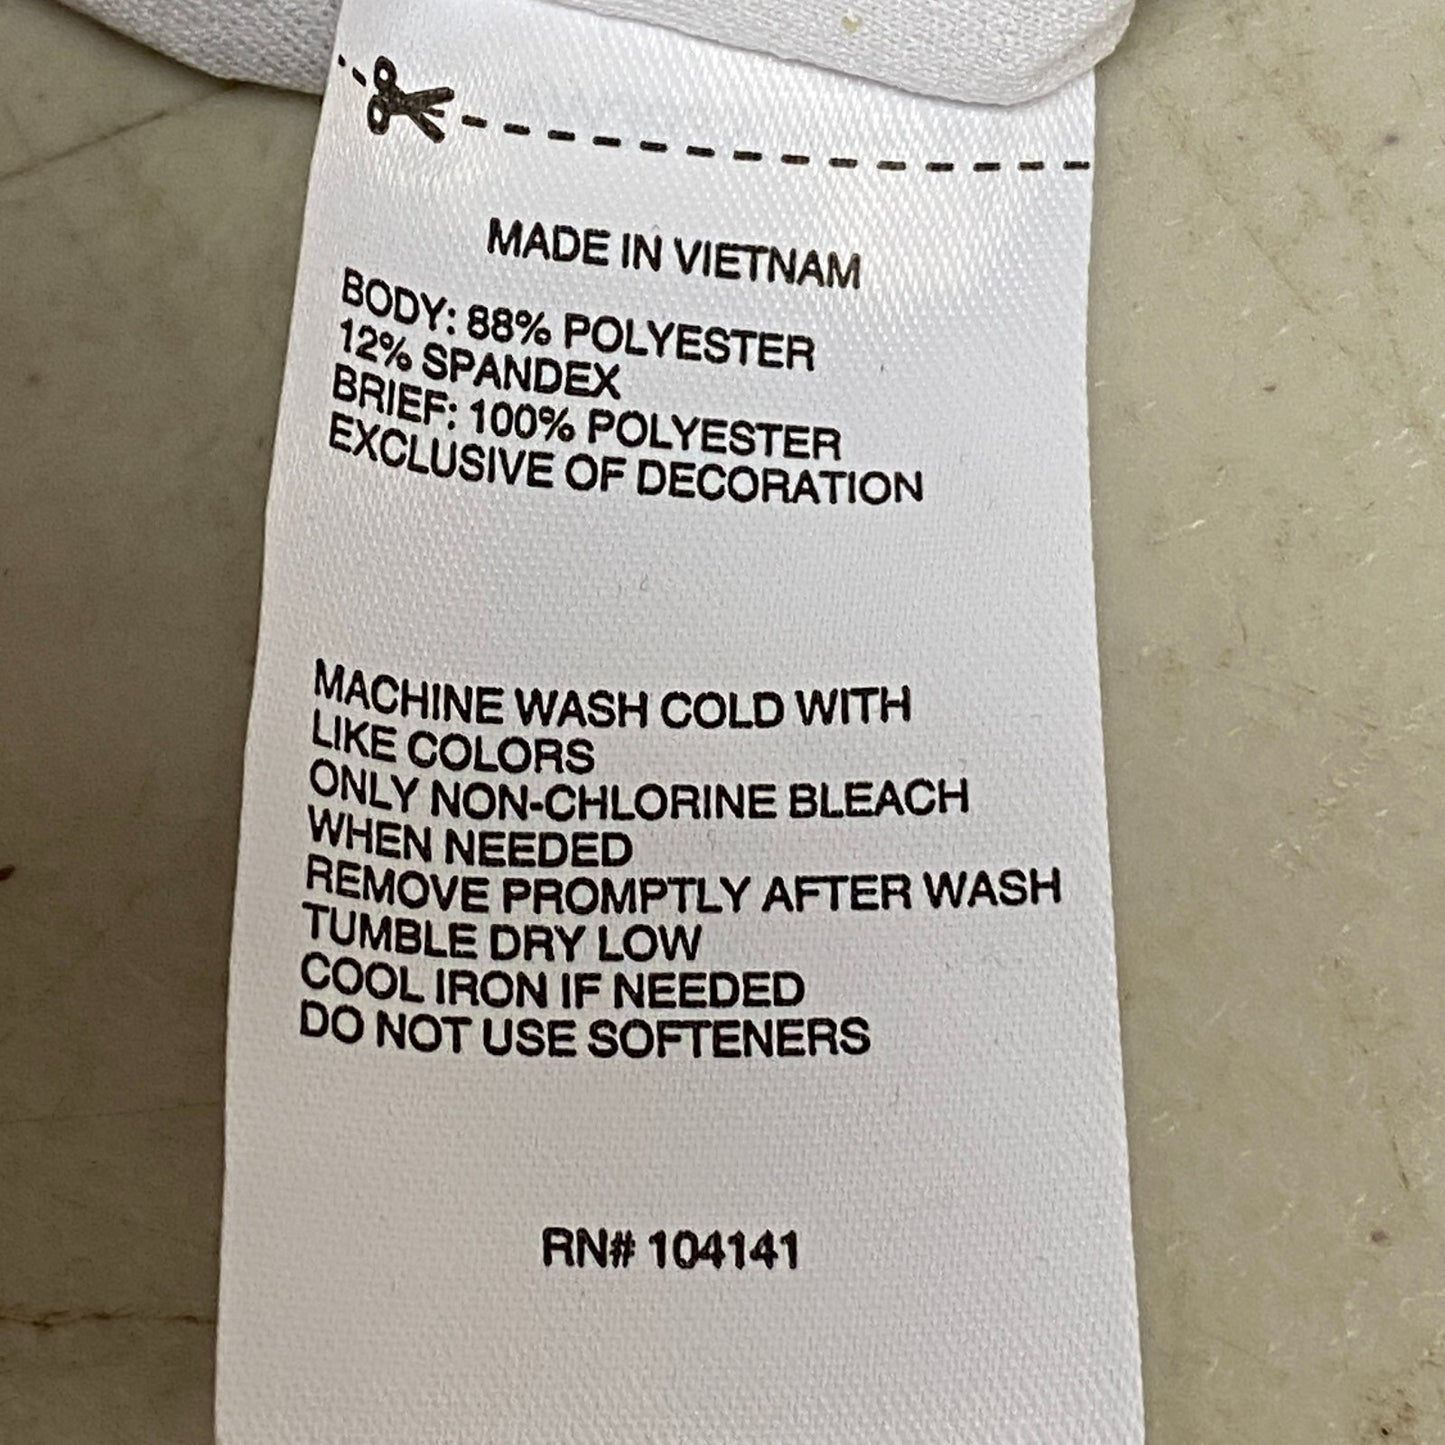 MADE IN VIETNAM
BODY: 88% POLYESTER
12% SPANDEX
BRIEF: 100% POLYESTER
EXCLUSIVE OF DECORATION
MACHINE WASH COLD WITH
LIKE COLORS
ONLY NON-CHLORINE BLEACH
WHEN NEEDED
REMOVE PROMPTLY AFTER WASH
TUMBLE DRY LOW
COOL IRON IF NEEDED
DO NOT USE SOFTENERS
RN# 104141